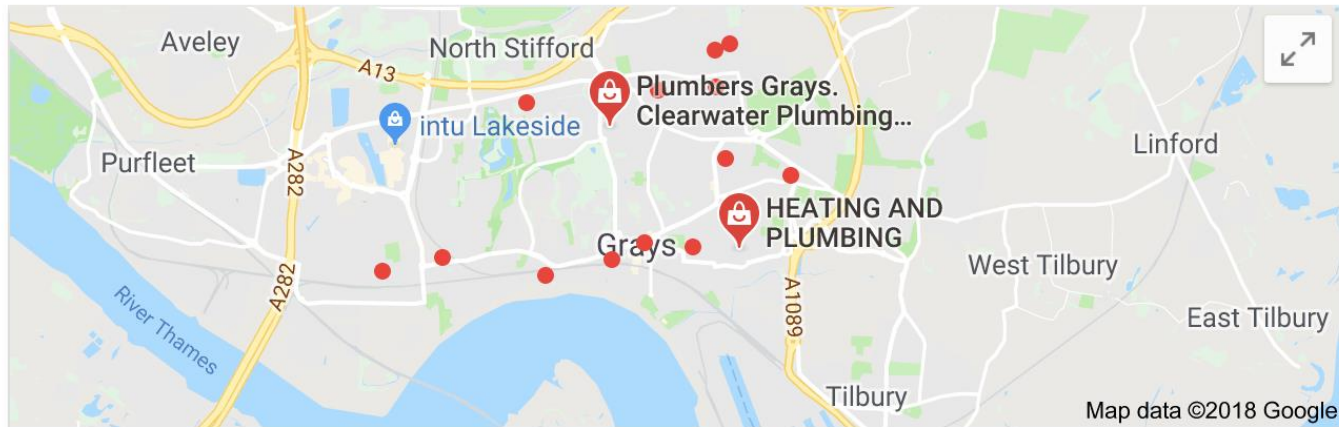 Aveley
North Stifford
A13
Plumbers Grays.
Clearwater Plumbing...
intu Lakeside
Purfleet
A282
Linford
HEATING AND
PLUMBING
Grays
West Tilbury
A282
River Thames
A1089
East Tilbury
Tilbury
Map data ©2018 Google